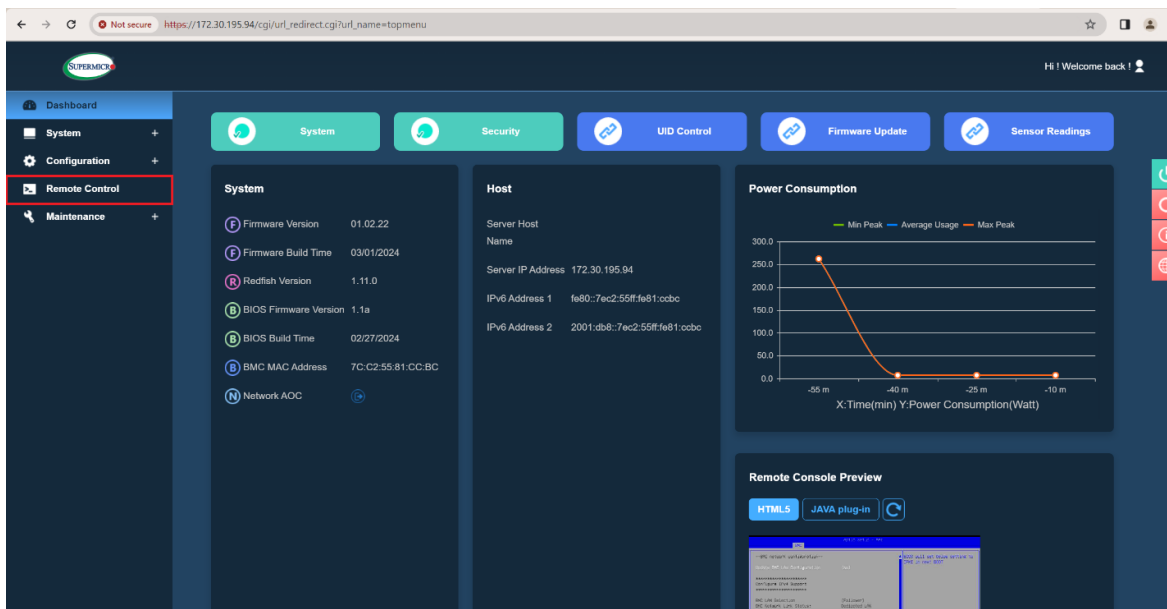 Not secure https://172.30.195.94/cgi/url_redirect.cgi?url_name=topmenu
SUPERMICR
Hi ! Welcome back !
Dashboard
System +
Configuration +
Remote Control
Maintenance +
System
Security
UID Control
Firmware Update
Sensor Readings
System
F Firmware Version 01.02.22
F Firmware Build Time 03/01/2024
R Redfish Version 1.11.0
B BIOS Firmware Version 1.1a
B BIOS Build Time 02/27/2024
B BMC MAC Address 7C:C2:55:81:CC:BC
N Network AOC
Host
Server Host
Name
Server IP Address 172.30.195.94
IPv6 Address 1 fe80::7ec2:55ff:fe81:ccbc
IPv6 Address 2 2001:db8::7ec2:55ff:fe81:ccbc
Power Consumption
Min Peak Average Usage Max Peak
300.0
250.0
200.0
150.0
100.0
50.0
0.0
-55 m -40 m -25 m -10 m
X:Time(min) Y:Power Consumption(Watt)
Remote Console Preview
HTML5 JAVA plug-in